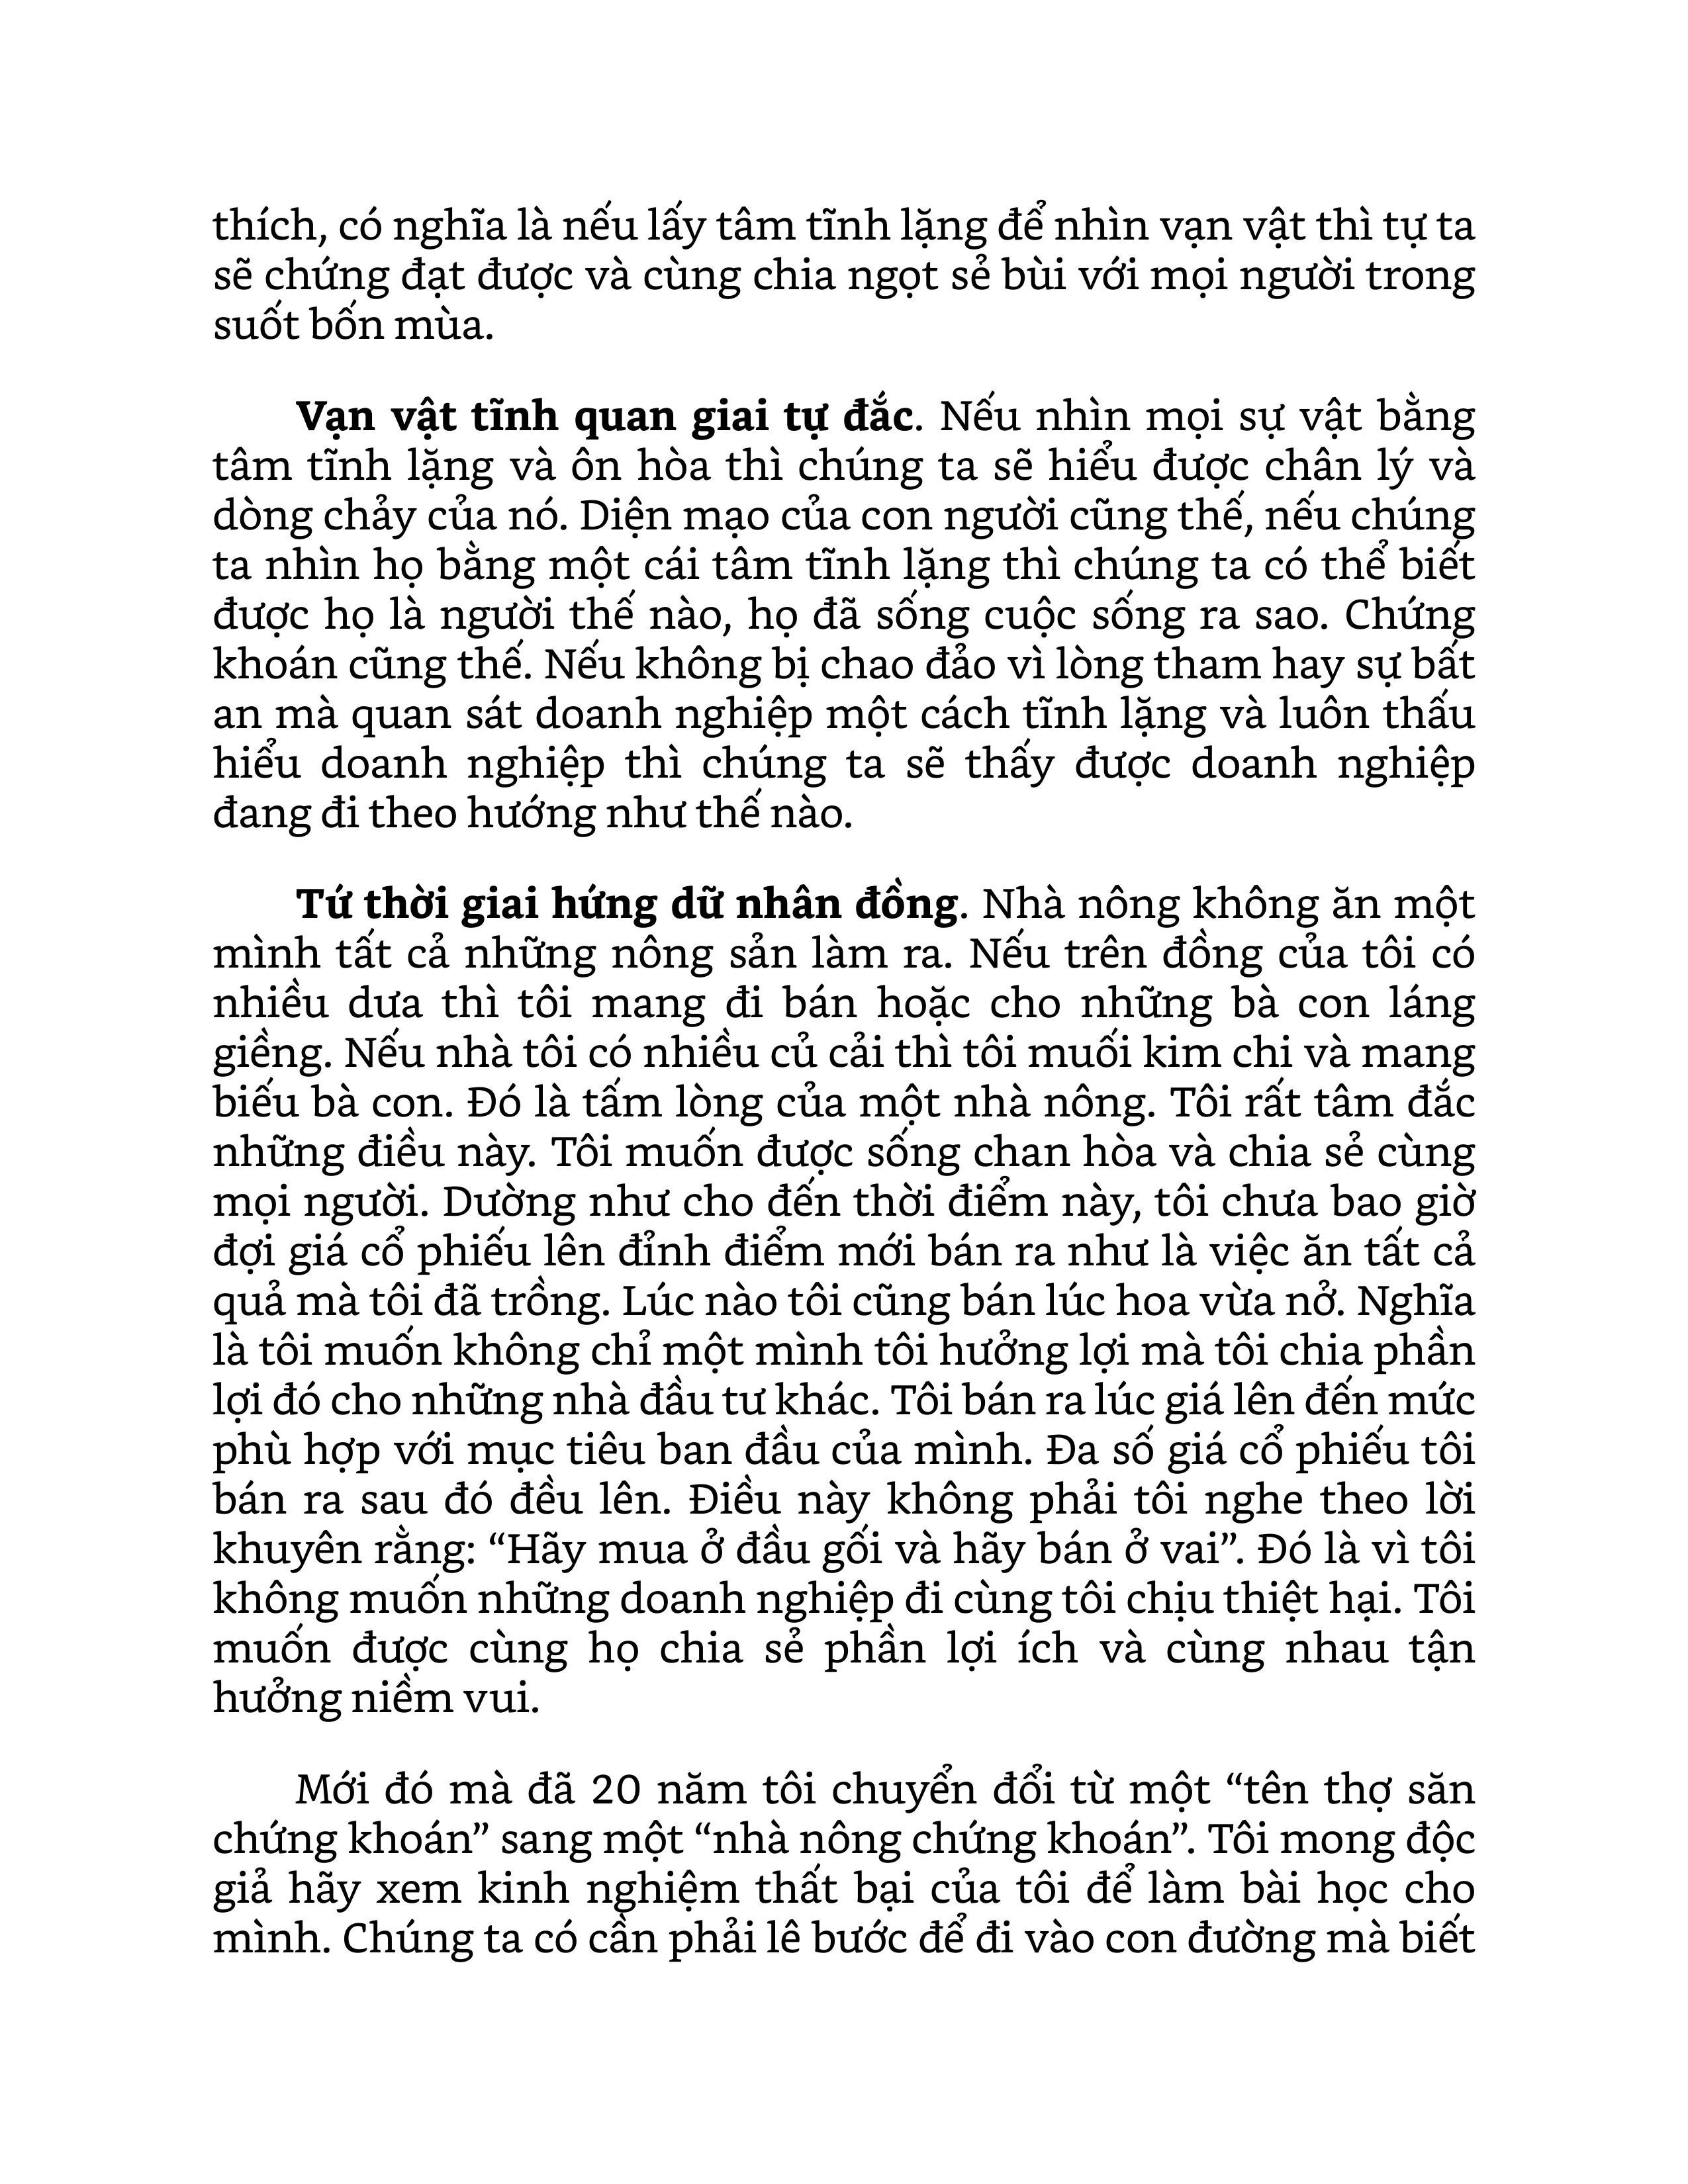 thích, có nghĩa là nếu lấy tâm tĩnh lặng để nhìn vạn vật thì tự ta
sẽ chứng đạt được và cùng chia ngọt sẻ bùi với mọi người trong
suốt bốn mùa.
Vạn vật tĩnh quan giai tự đắc. Nếu nhìn mọi sự vật bằng
tâm tĩnh lặng và ôn hòa thì chúng ta sẽ hiểu được chân lý và
dòng chảy của nó. Diện mạo của con người cũng thế, nếu chúng
ta nhìn họ bằng một cái tâm tĩnh lặng thì chúng ta có thể biết
được họ là người thế nào, họ đã sống cuộc sống ra sao. Chứng
khoán cũng thế. Nếu không bị chao đảo vì lòng tham hay sự bất
an mà quan sát doanh nghiệp một cách tĩnh lặng và luôn thấu
hiểu doanh nghiệp thì chúng ta sẽ thấy được doanh nghiệp
đang đi theo hướng như thế nào.
Tứ thời giai hứng dữ nhân đồng. Nhà nông không ăn một
mình tất cả những nông sản làm ra. Nếu trên đồng của tôi có
nhiều dưa thì tôi mang đi bán hoặc cho những bà con láng
giềng. Nếu nhà tôi có nhiều củ cải thì tôi muối kim chi và mang
biếu bà con. Đó là tấm lòng của một nhà nông. Tôi rất tâm đắc
những điều này. Tôi muốn được sống chan hòa và chia sẻ cùng
mọi người. Dường như cho đến thời điểm này, tôi chưa bao giờ
đợi giá cổ phiếu lên đỉnh điểm mới bán ra như là việc ăn tất cả
quả mà tôi đã trồng. Lúc nào tôi cũng bán lúc hoa vừa nở. Nghĩa
là tôi muốn không chỉ một mình tôi hưởng lợi mà tôi chia phần
lợi đó cho những nhà đầu tư khác. Tôi bán ra lúc giá lên đến mức
phù hợp với mục tiêu ban đầu của mình. Đa số giá cổ phiếu tôi
bán ra sau đó đều lên. Điều này không phải tôi nghe theo lời
khuyên rằng: “Hãy mua ở đầu gối và hãy bán ở vai”. Đó là vì tôi
không muốn những doanh nghiệp đi cùng tôi chịu thiệt hại. Tôi
muốn được cùng họ chia sẻ phần lợi ích và cùng nhau tận
hưởng niềm vui.
Mới đó mà đã 20 năm tôi chuyển đổi từ một “tên thợ săn
chứng khoán” sang một “nhà nông chứng khoán”. Tôi mong độc
giả hãy xem kinh nghiệm thất bại của tôi để làm bài học cho
mình. Chúng ta có cần phải lê bước để đi vào con đường mà biết